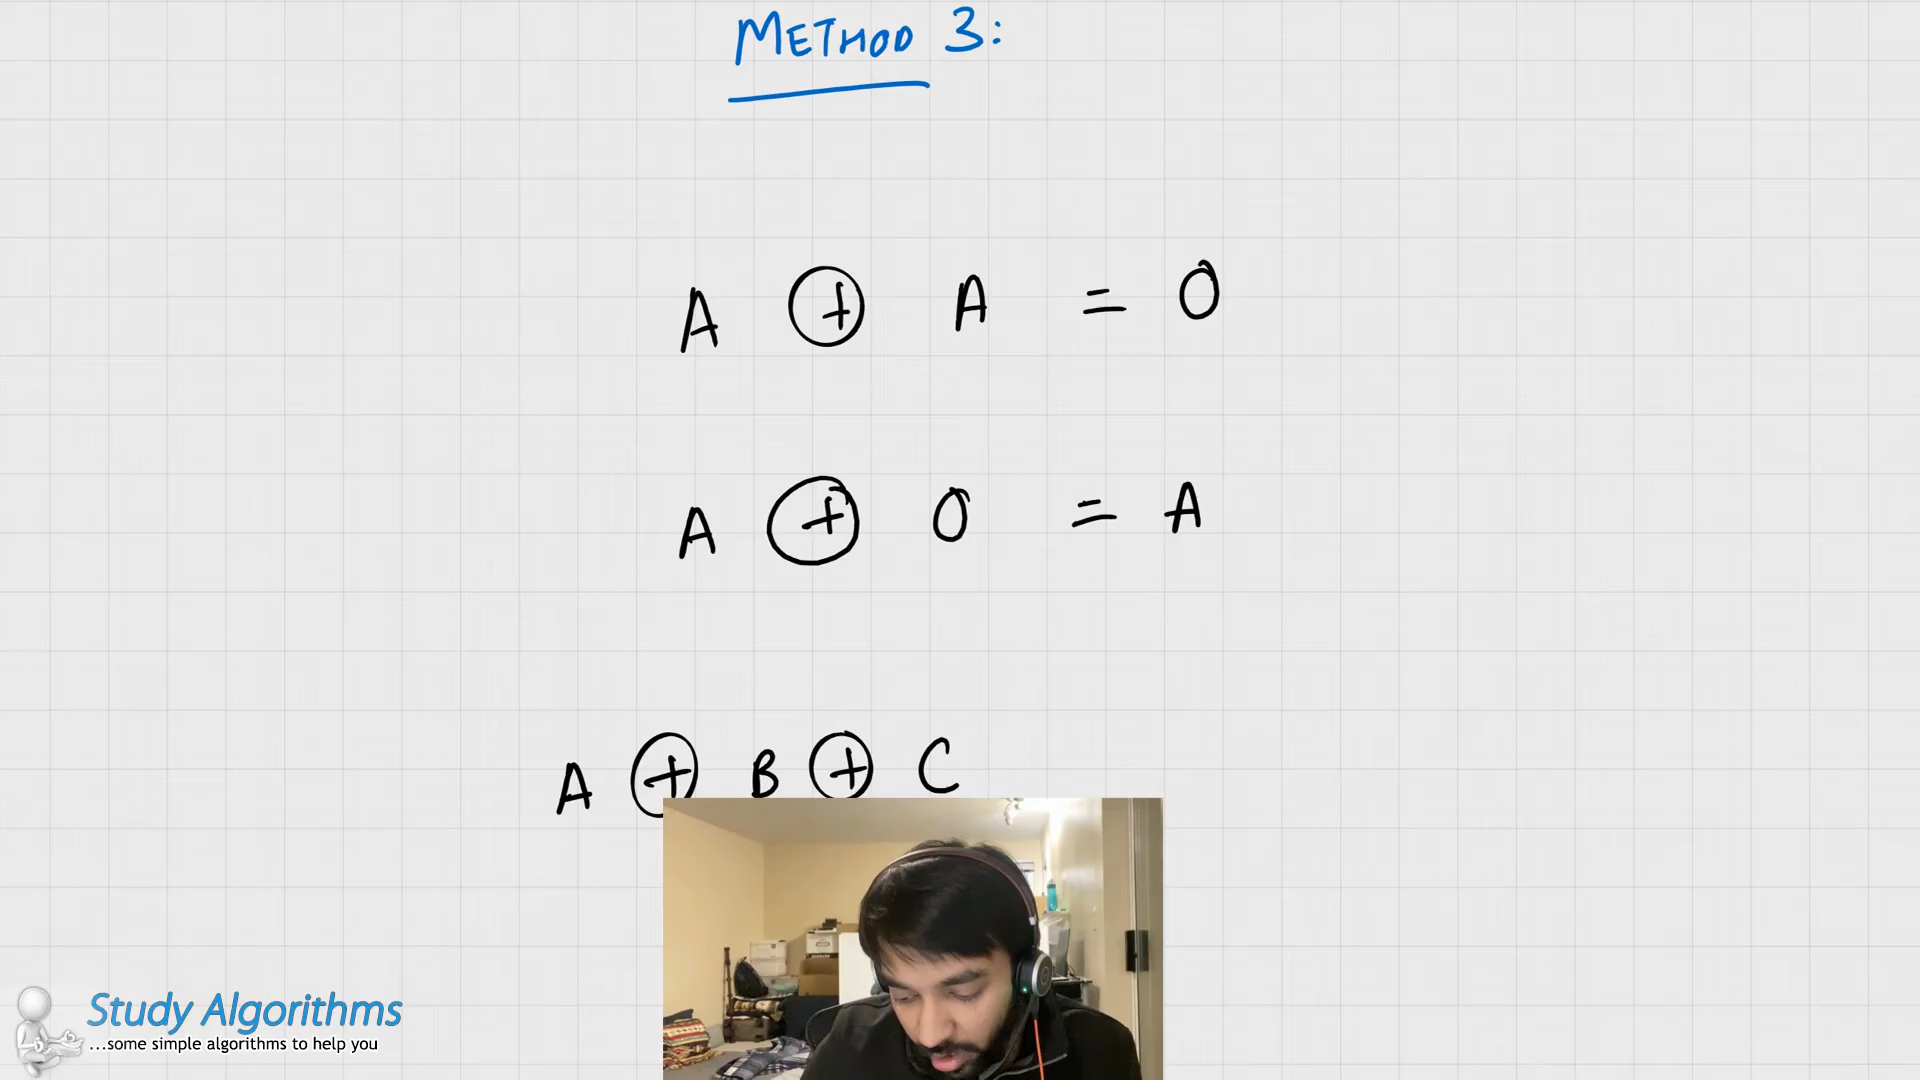 METHOD 3:
A ⊕ A = 0
A ⊕ 0 = A
A ⊕ B ⊕ C
Study Algorithms
...some simple algorithms to help you